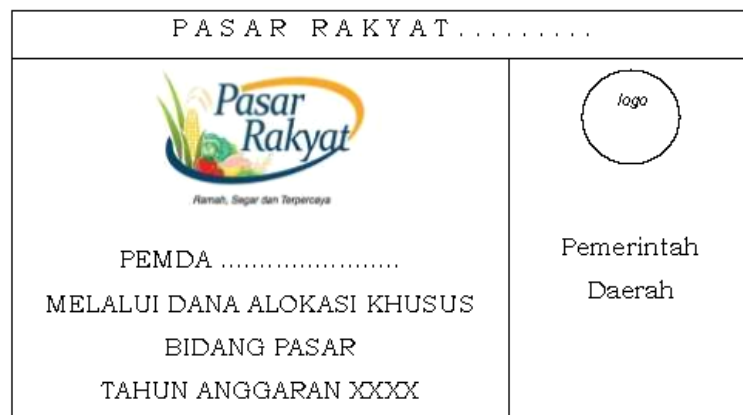 PASAR RAKYAT.........
Pasar
Rakyat
Ramah, Segar dan Terpercaya
PEMDA .......................
MELALUI DANA ALOKASI KHUSUS
BIDANG PASAR
TAHUN ANGGARAN XXXX
logo
Pemerintah
Daerah